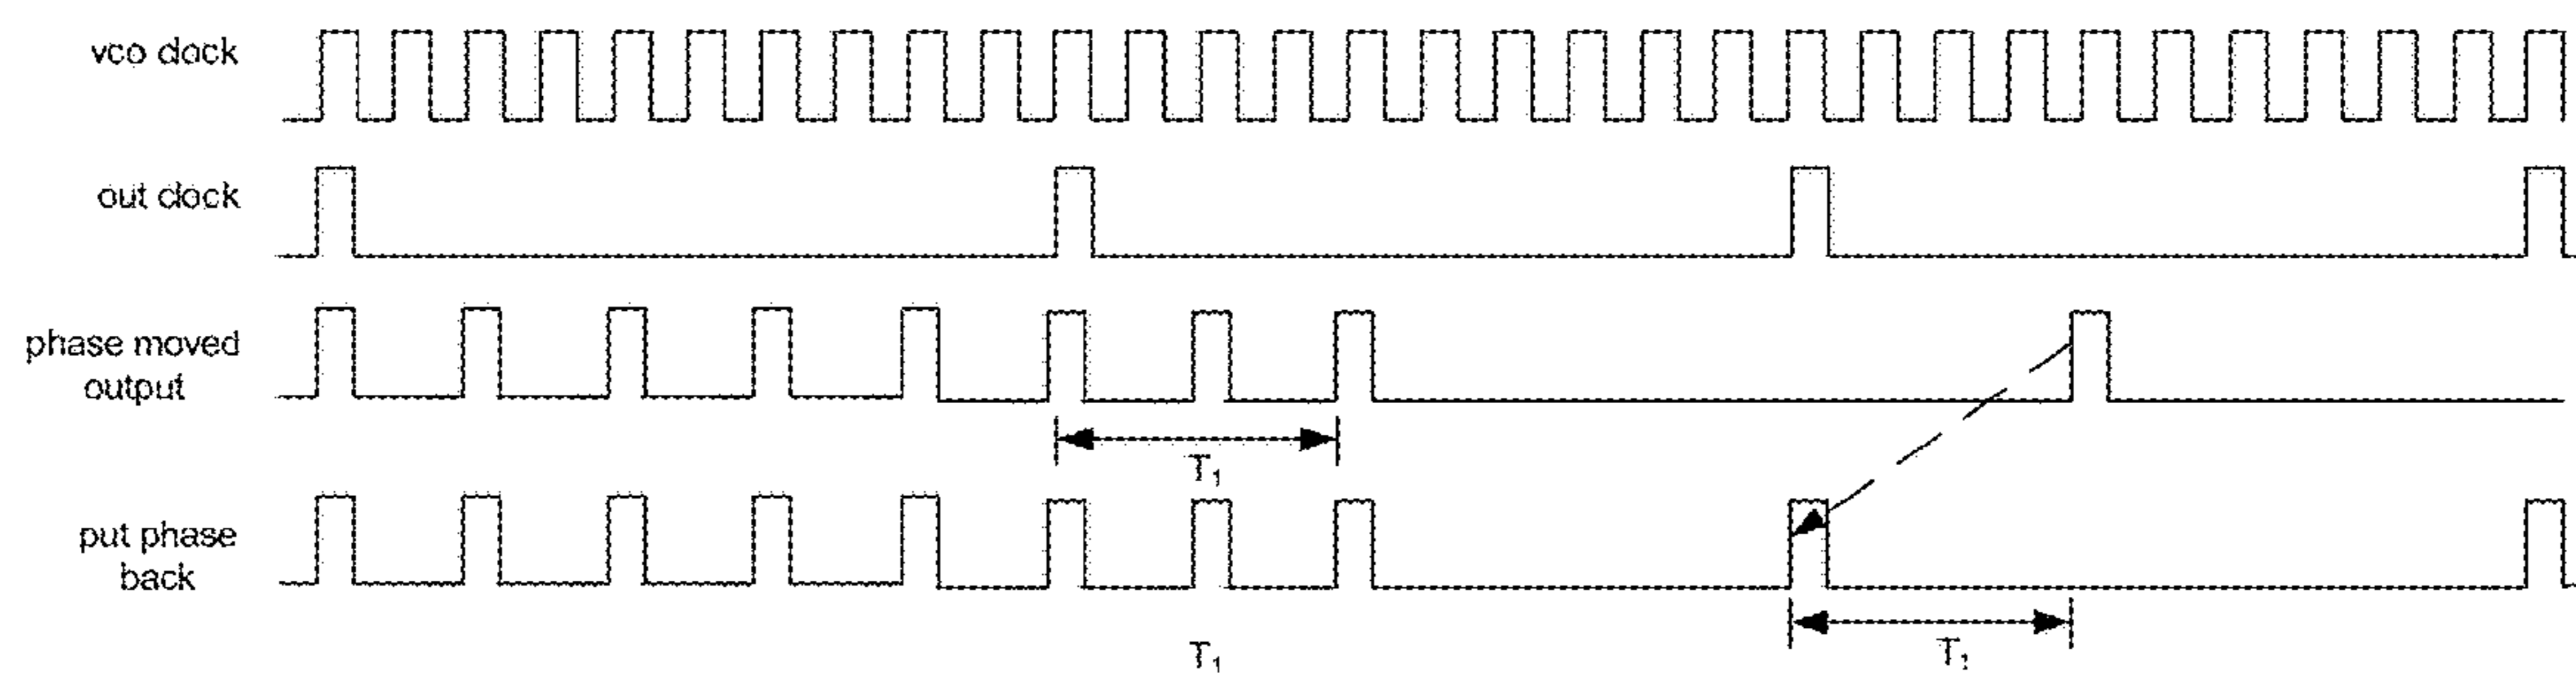 vco clock
out clock
phase moved
output
T₁
put phase
back
T₁
T₁